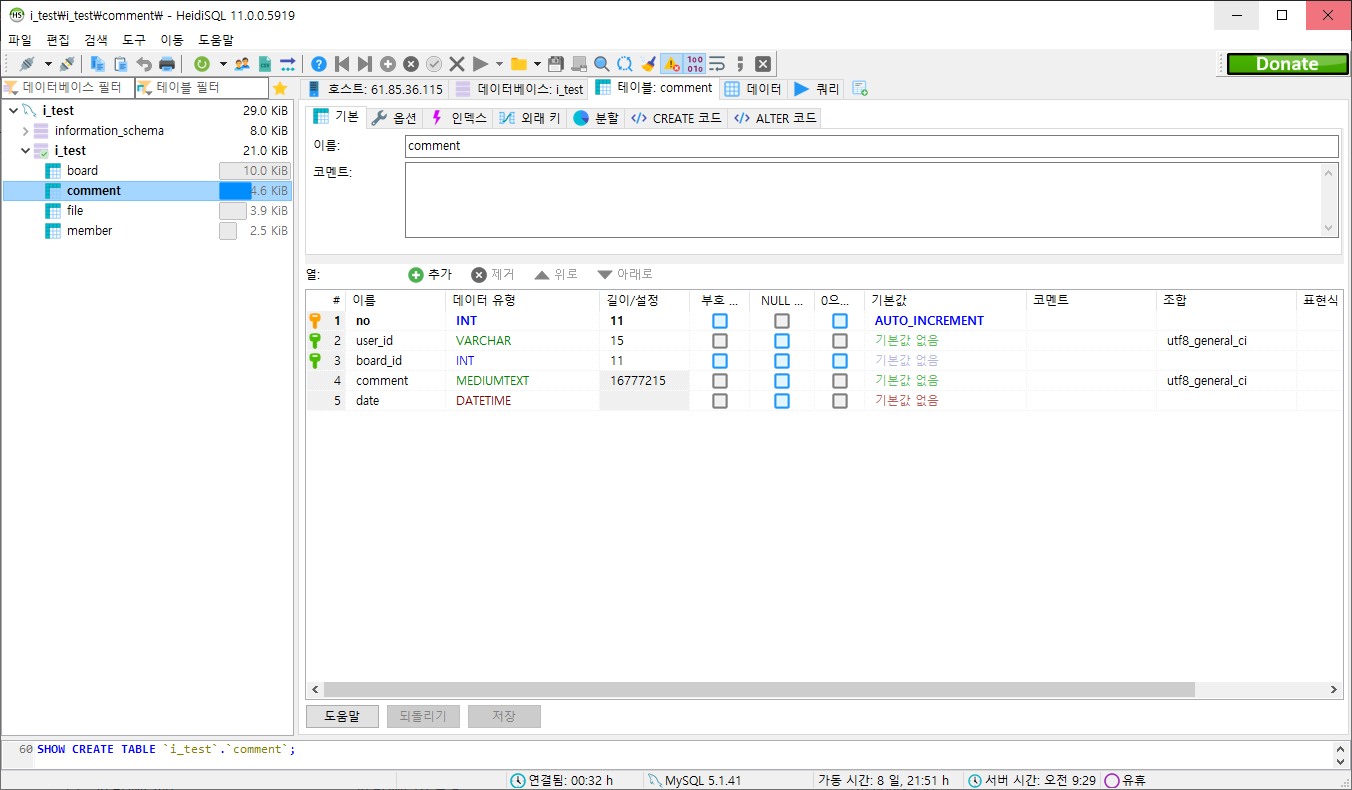 i_test\i_test\comment\ - HeidiSQL 11.0.0.5919
파일 편집 검색 도구 이동 도움말
Donate
데이터베이스 필터 테이블 필터
호스트: 61.85.36.115 데이터베이스: i_test 테이블: comment 데이터 쿼리
i_test 29.0 KiB
information_schema 8.0 KiB
i_test 21.0 KiB
board 10.0 KiB
comment 4.6 KiB
file 3.9 KiB
member 2.5 KiB
기본 옵션 인덱스 외래 키 분할 CREATE 코드 ALTER 코드
이름: comment
코멘트:
열: 추가 제거 위로 아래로
# 이름 데이터 유형 길이/설정 부호 ... NULL ... 0으... 기본값 코멘트 조합 표현식
1 no INT 11 AUTO_INCREMENT
2 user_id VARCHAR 15 기본값 없음 utf8_general_ci
3 board_id INT 11 기본값 없음
4 comment MEDIUMTEXT 16777215 기본값 없음 utf8_general_ci
5 date DATETIME 기본값 없음
도움말 되돌리기 저장
60 SHOW CREATE TABLE `i_test`.`comment`;
연결됨: 00:32 h MySQL 5.1.41 가동 시간: 8 일, 21:51 h 서버 시간: 오전 9:29 유휴